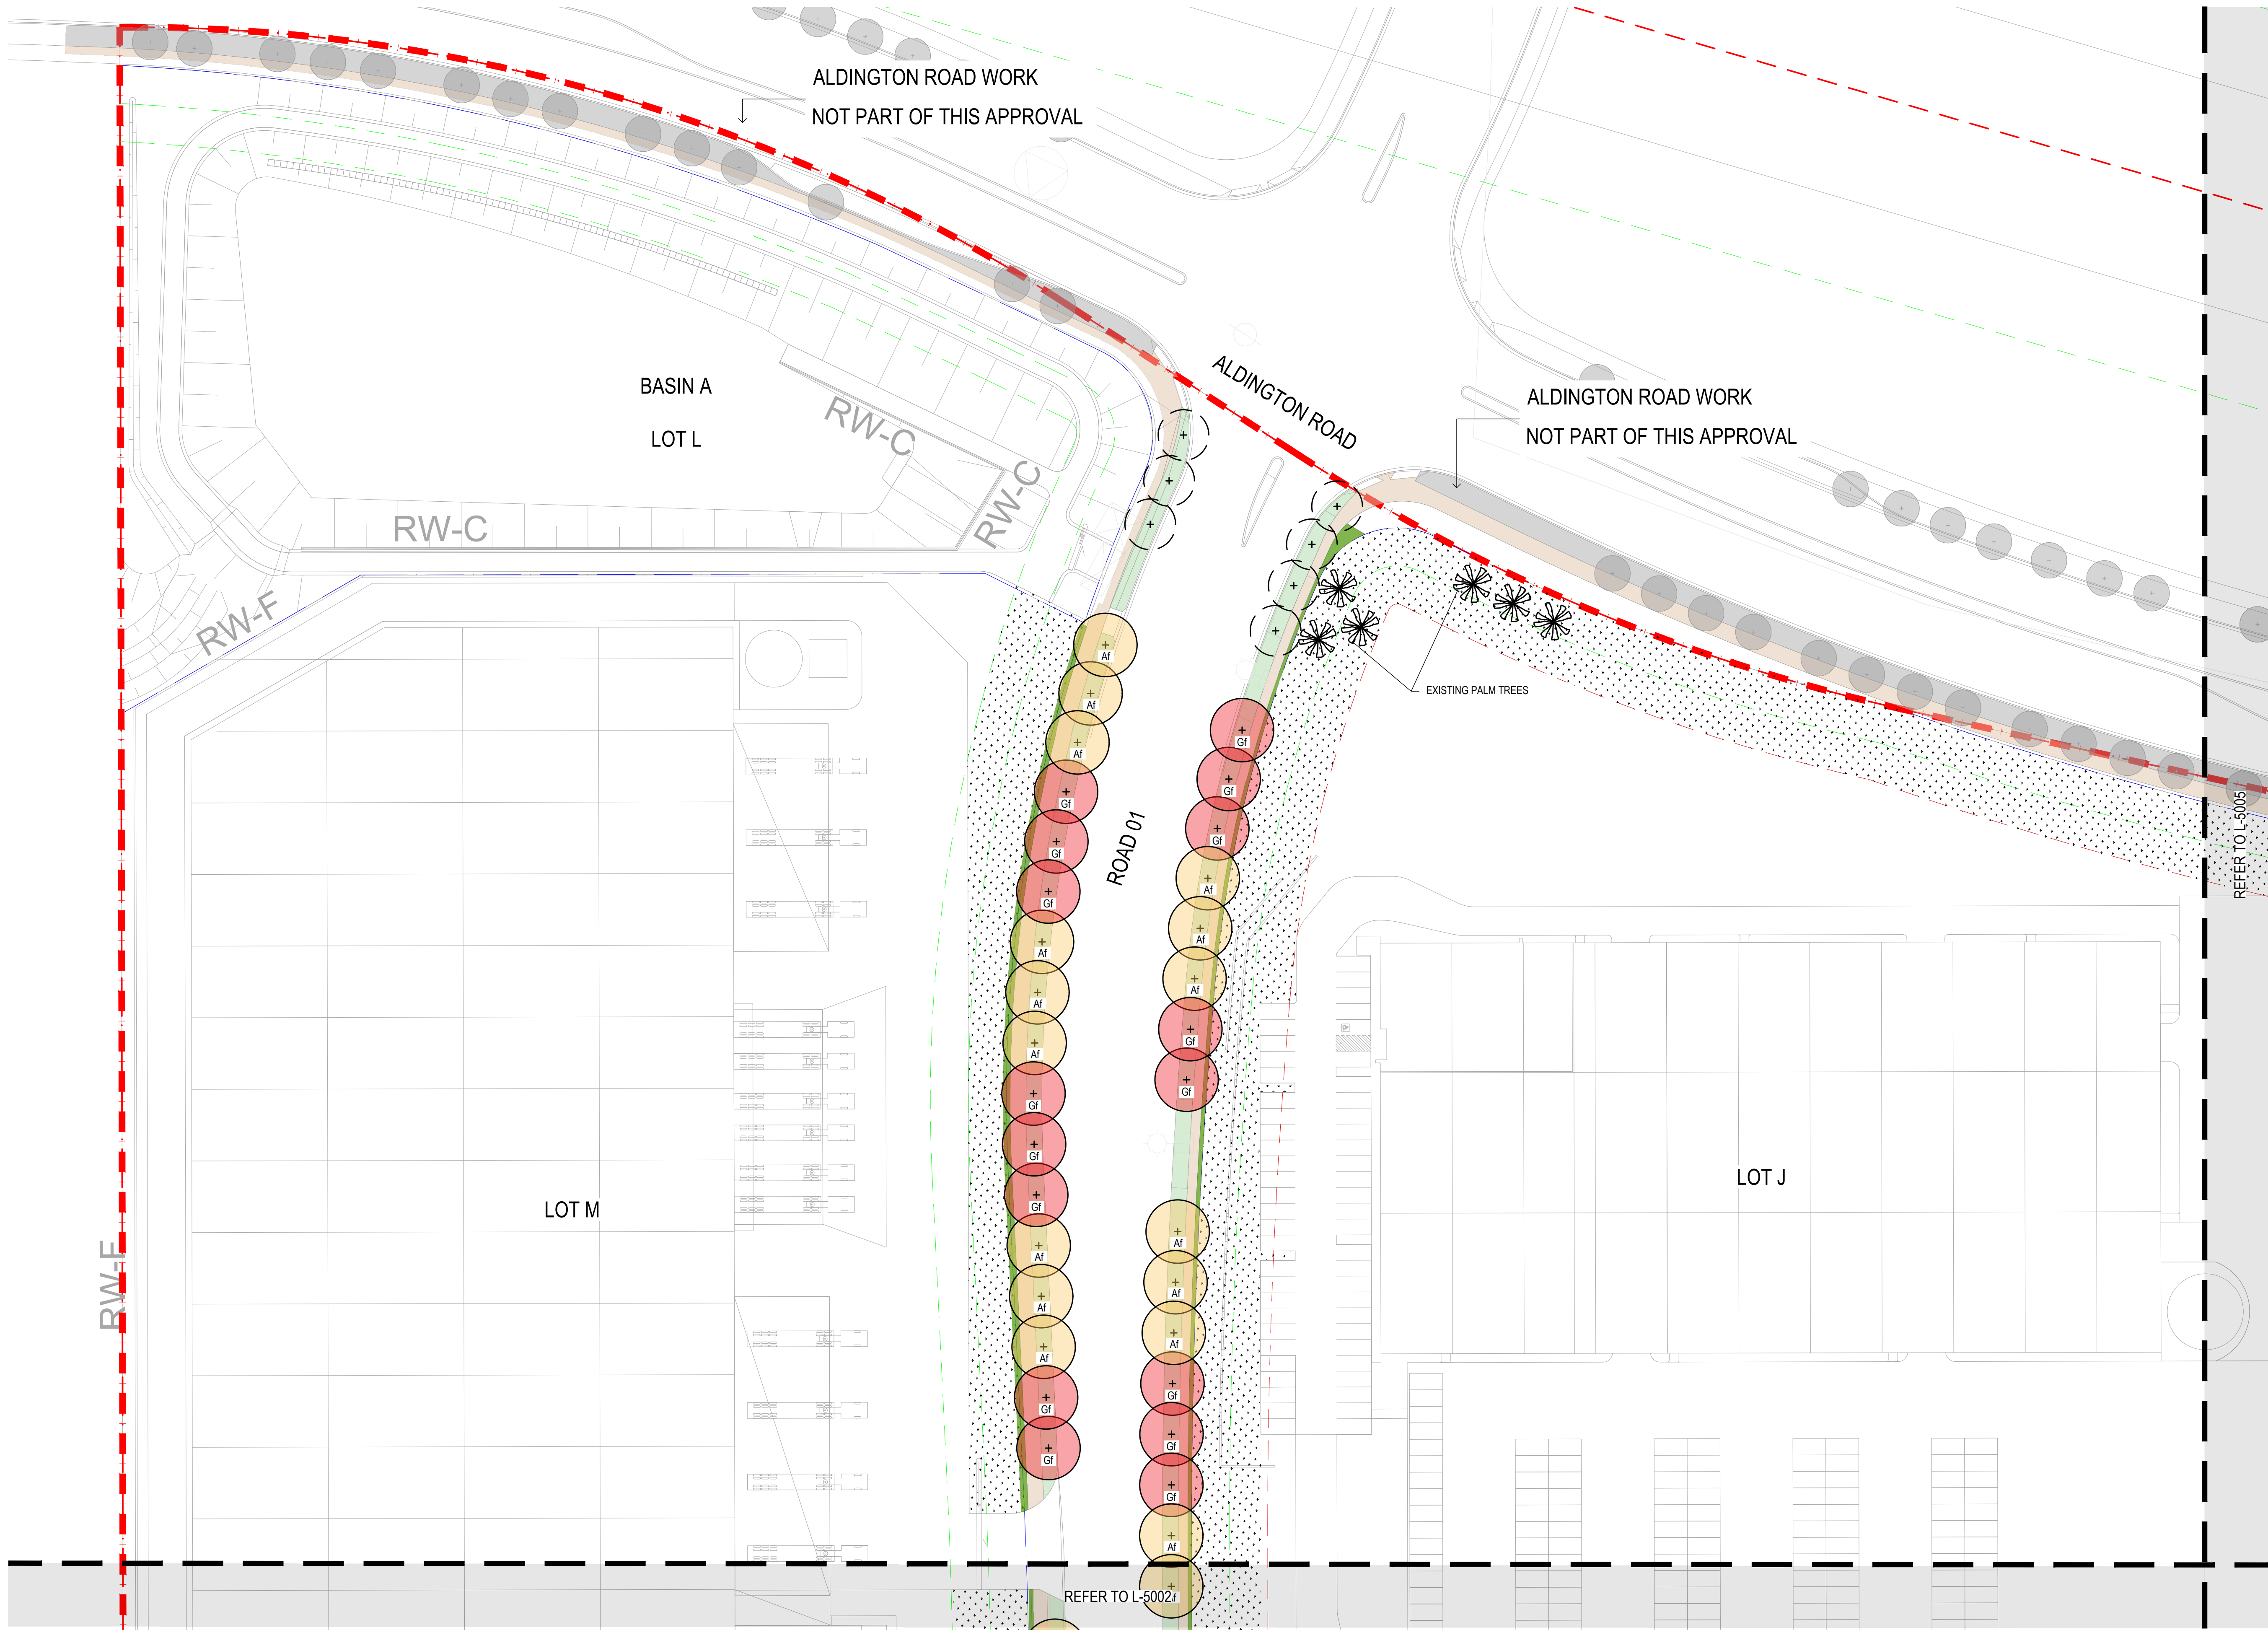 ALDINGTON ROAD WORK
NOT PART OF THIS APPROVAL
ALDINGTON ROAD
ALDINGTON ROAD WORK
NOT PART OF THIS APPROVAL
BASIN A
LOT L
RW-C
RW-C
RW-C
RW-F
EXISTING PALM TREES
ROAD 01
Af
Af
Af
Gf
Gf
Gf
Af
Af
Af
Gf
Gf
Gf
Af
Af
Af
Gf
Gf
Gf
Gf
Gf
Af
Af
Af
Gf
Gf
Af
Af
Af
Gf
Gf
Gf
Af
LOT M
LOT J
RW-F
REFER TO L-5005
REFER TO L-5002